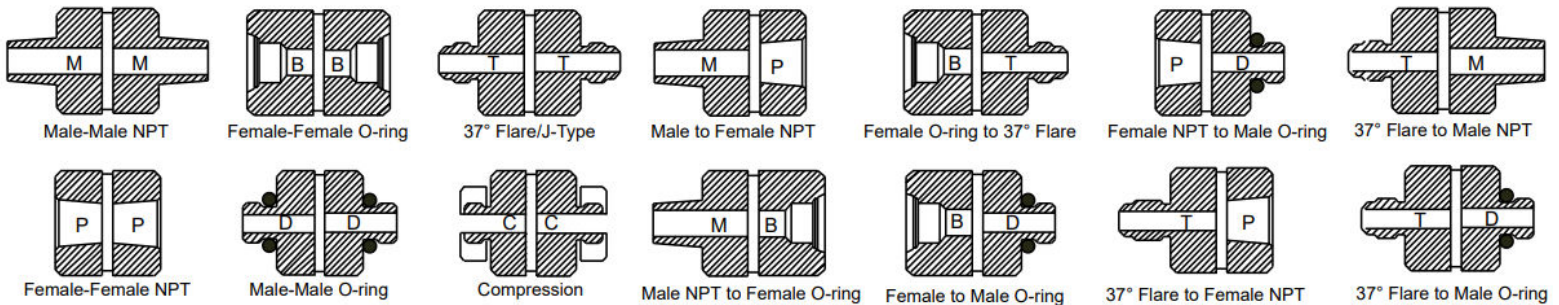 M M
B B
T T
M P
B T
P D
T M
Male-Male NPT
Female-Female O-ring
37° Flare/J-Type
Male to Female NPT
Female O-ring to 37° Flare
Female NPT to Male O-ring
37° Flare to Male NPT
P P
D D
C C
M B
B D
T P
T D
Female-Female NPT
Male-Male O-ring
Compression
Male NPT to Female O-ring
Female to Male O-ring
37° Flare to Female NPT
37° Flare to Male O-ring